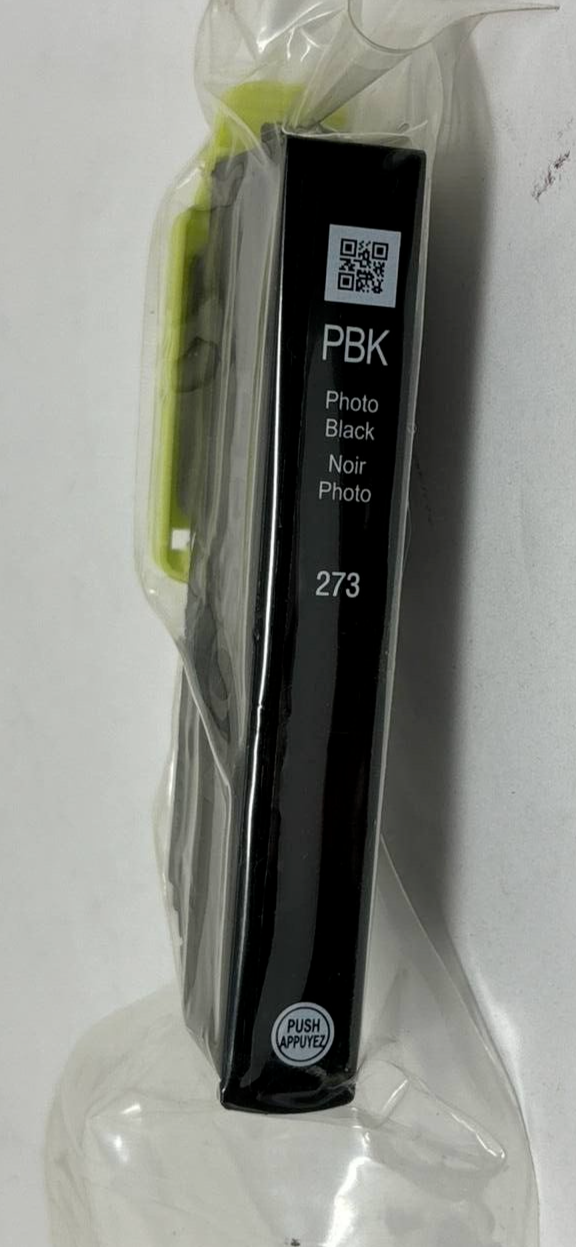 PBK
Photo
Black
Noir
Photo
273
PUSH
APPUYEZ